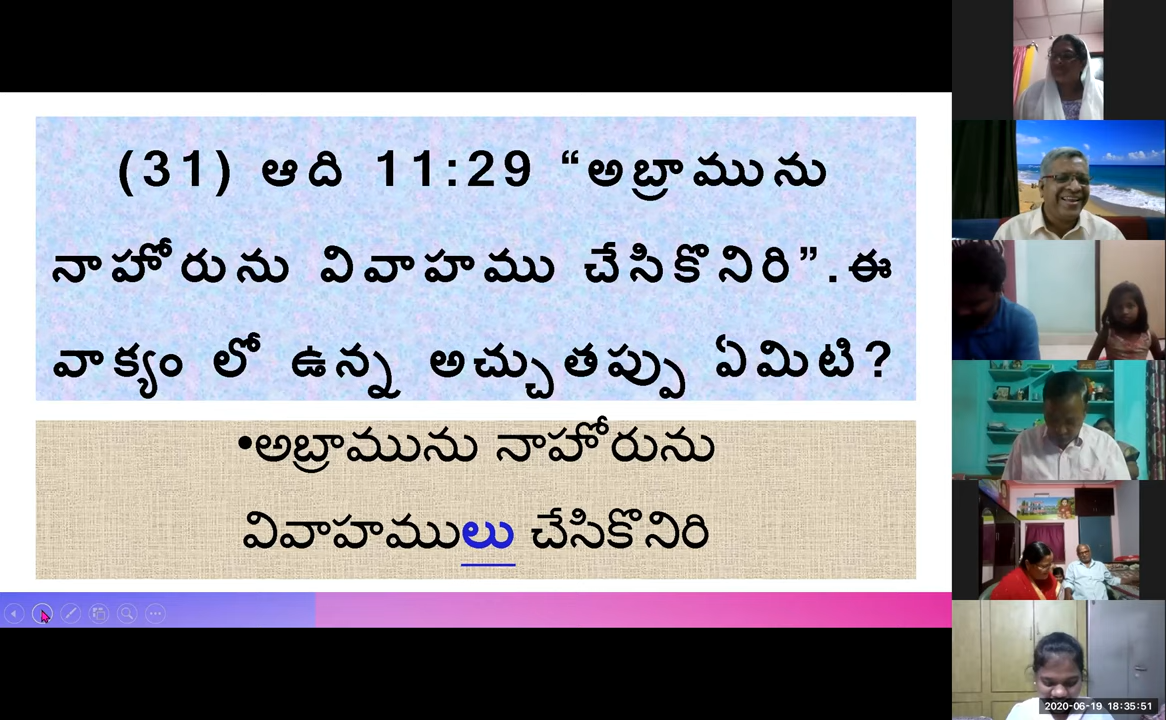 (31) ఆది 11:29 “అబ్రామును
నాహోరును వివాహము చేసికొనిరి”.ఈ
వాక్యం లో ఉన్న అచ్చుతప్పు ఏమిటి?
•అబ్రామును నాహోరును
వివాహములు చేసికొనిరి
2020-06-19 18:35:51